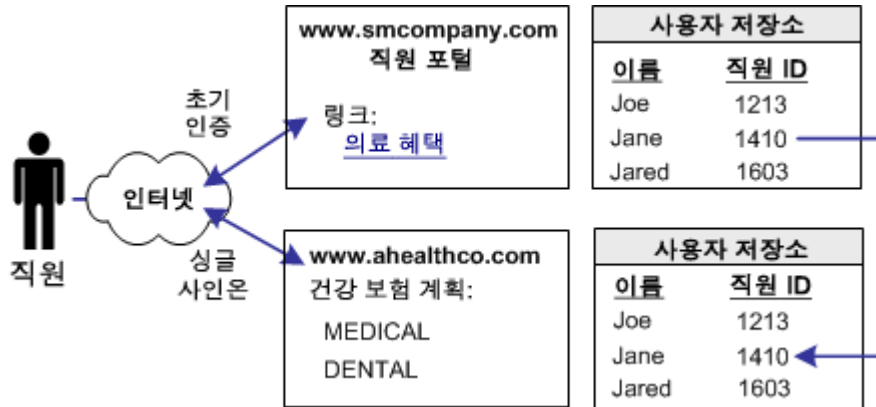 www.smcompany.com
직원 포털
링크:
의료 혜택
사용자 저장소
이름 직원 ID
Joe 1213
Jane 1410
Jared 1603
초기
인증
인터넷
직원
싱글
사인온
www.ahealthco.com
건강 보험 계획:
MEDICAL
DENTAL
사용자 저장소
이름 직원 ID
Joe 1213
Jane 1410
Jared 1603